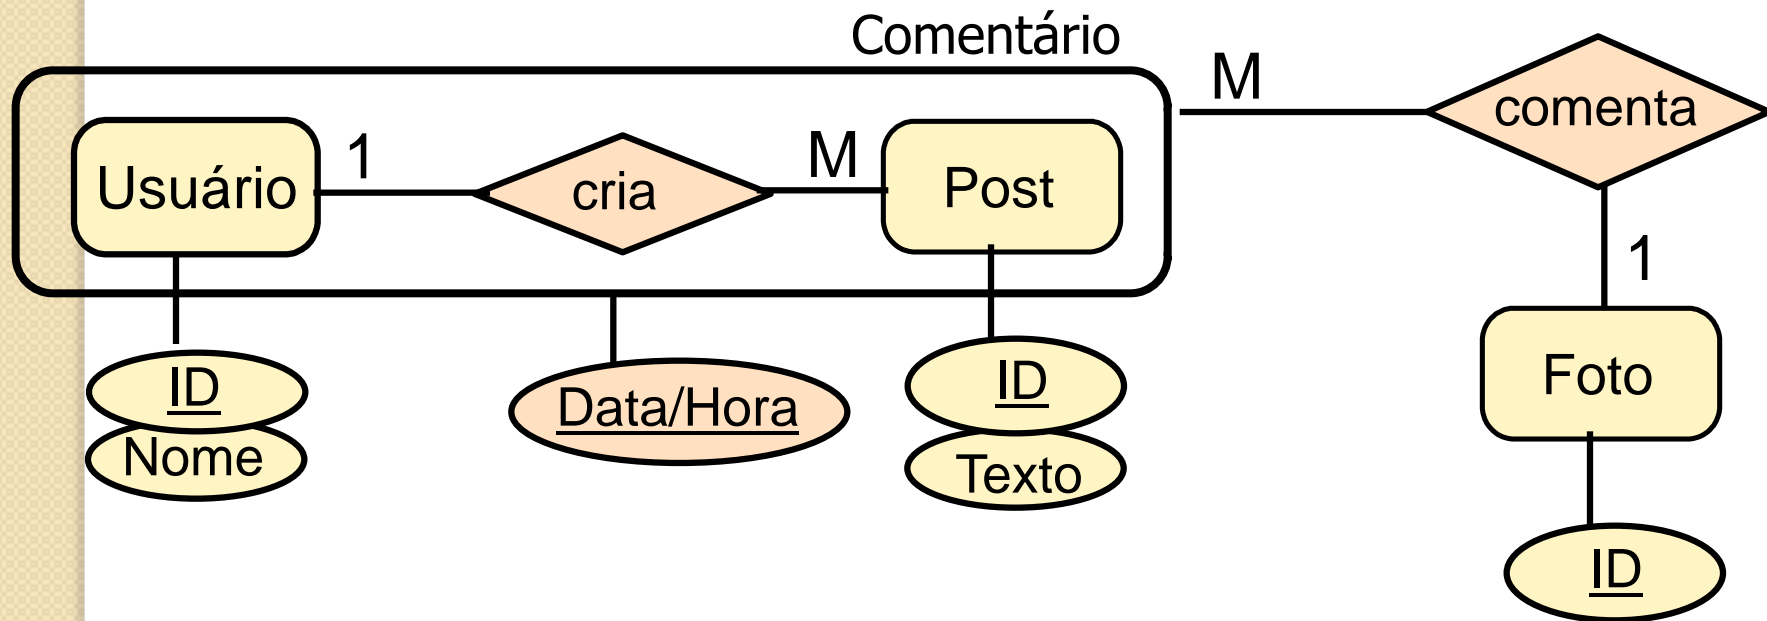 Comentário
M
comenta
Usuário
1
cria
M
Post
1
Foto
ID
Nome
Data/Hora
ID
Texto
ID